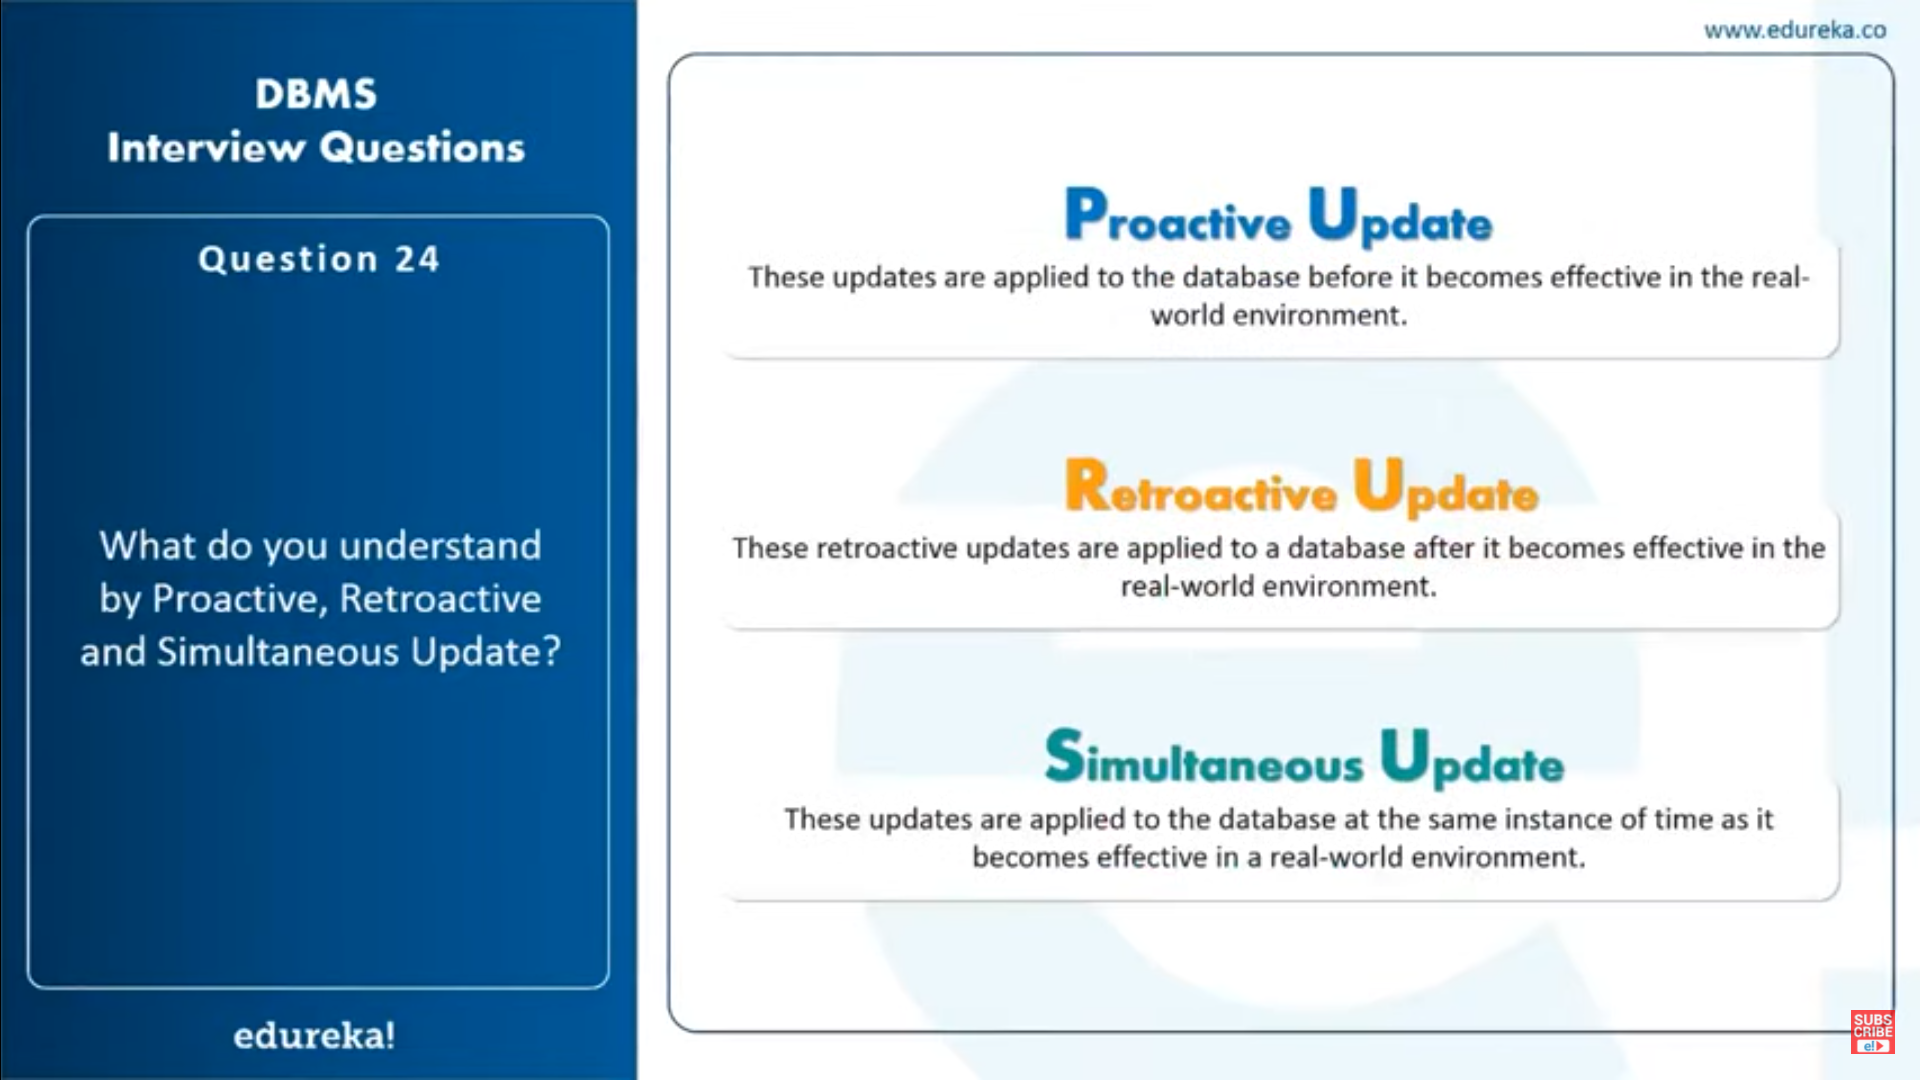 www.edureka.co
DBMS
Interview Questions
Question 24
What do you understand
by Proactive, Retroactive
and Simultaneous Update?
edureka!
Proactive Update
These updates are applied to the database before it becomes effective in the real-
world environment.
Retroactive Update
These retroactive updates are applied to a database after it becomes effective in the
real-world environment.
Simultaneous Update
These updates are applied to the database at the same instance of time as it
becomes effective in a real-world environment.
SUBS
CRIBE
e!